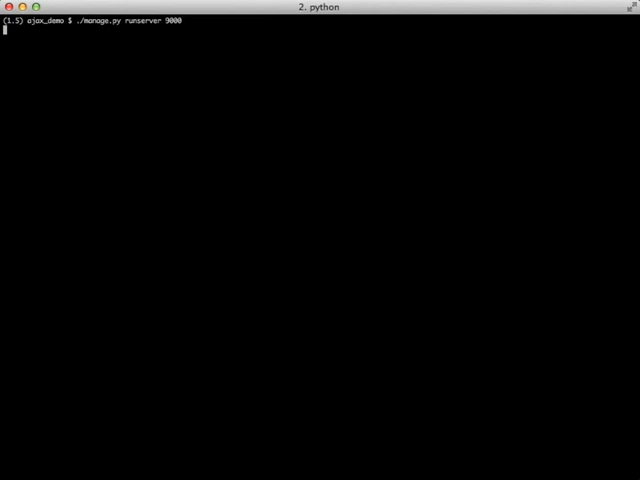 2. python
(1.5) ajax_demo $ ./manage.py runserver 9000